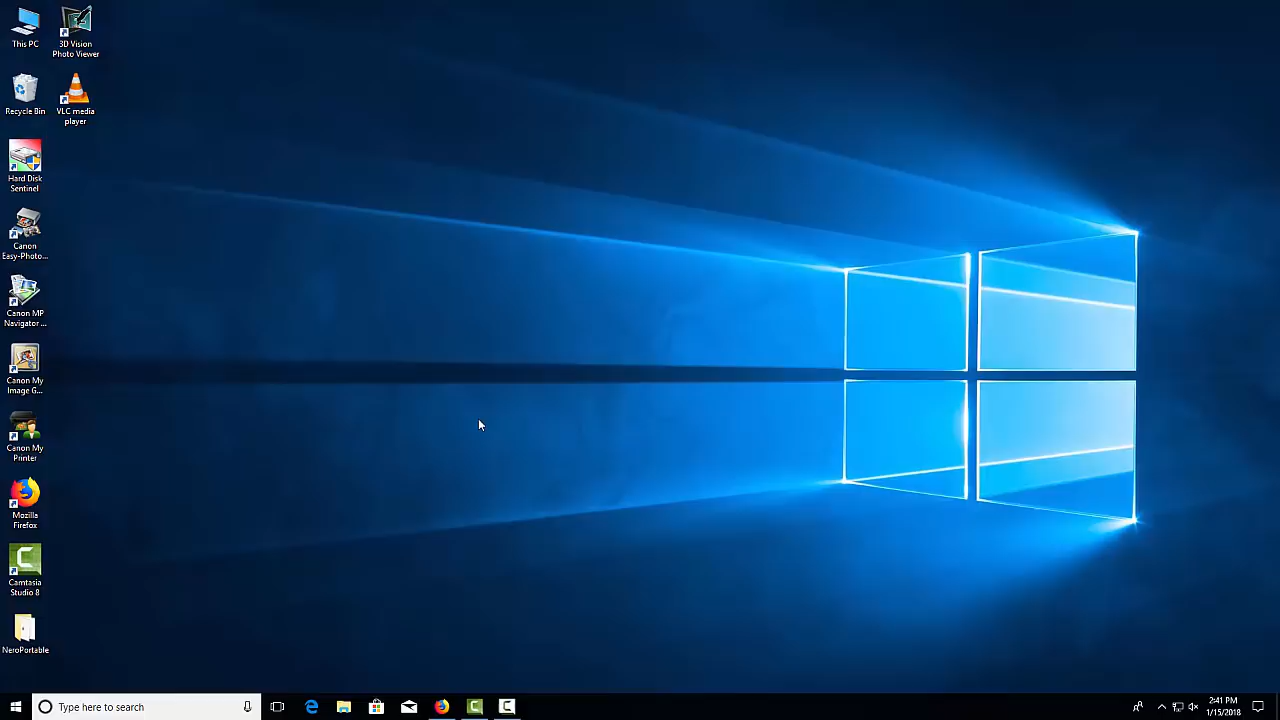 This PC
3D Vision
Photo Viewer
Recycle Bin
VLC media
player
Hard Disk
Sentinel
Canon
Easy-Photo...
Canon MP
Navigator ...
Canon My
Image G...
Canon My
Printer
Mozilla
Firefox
Camtasia
Studio 8
NeroPortable
Type here to search
2:41 PM
1/15/2018